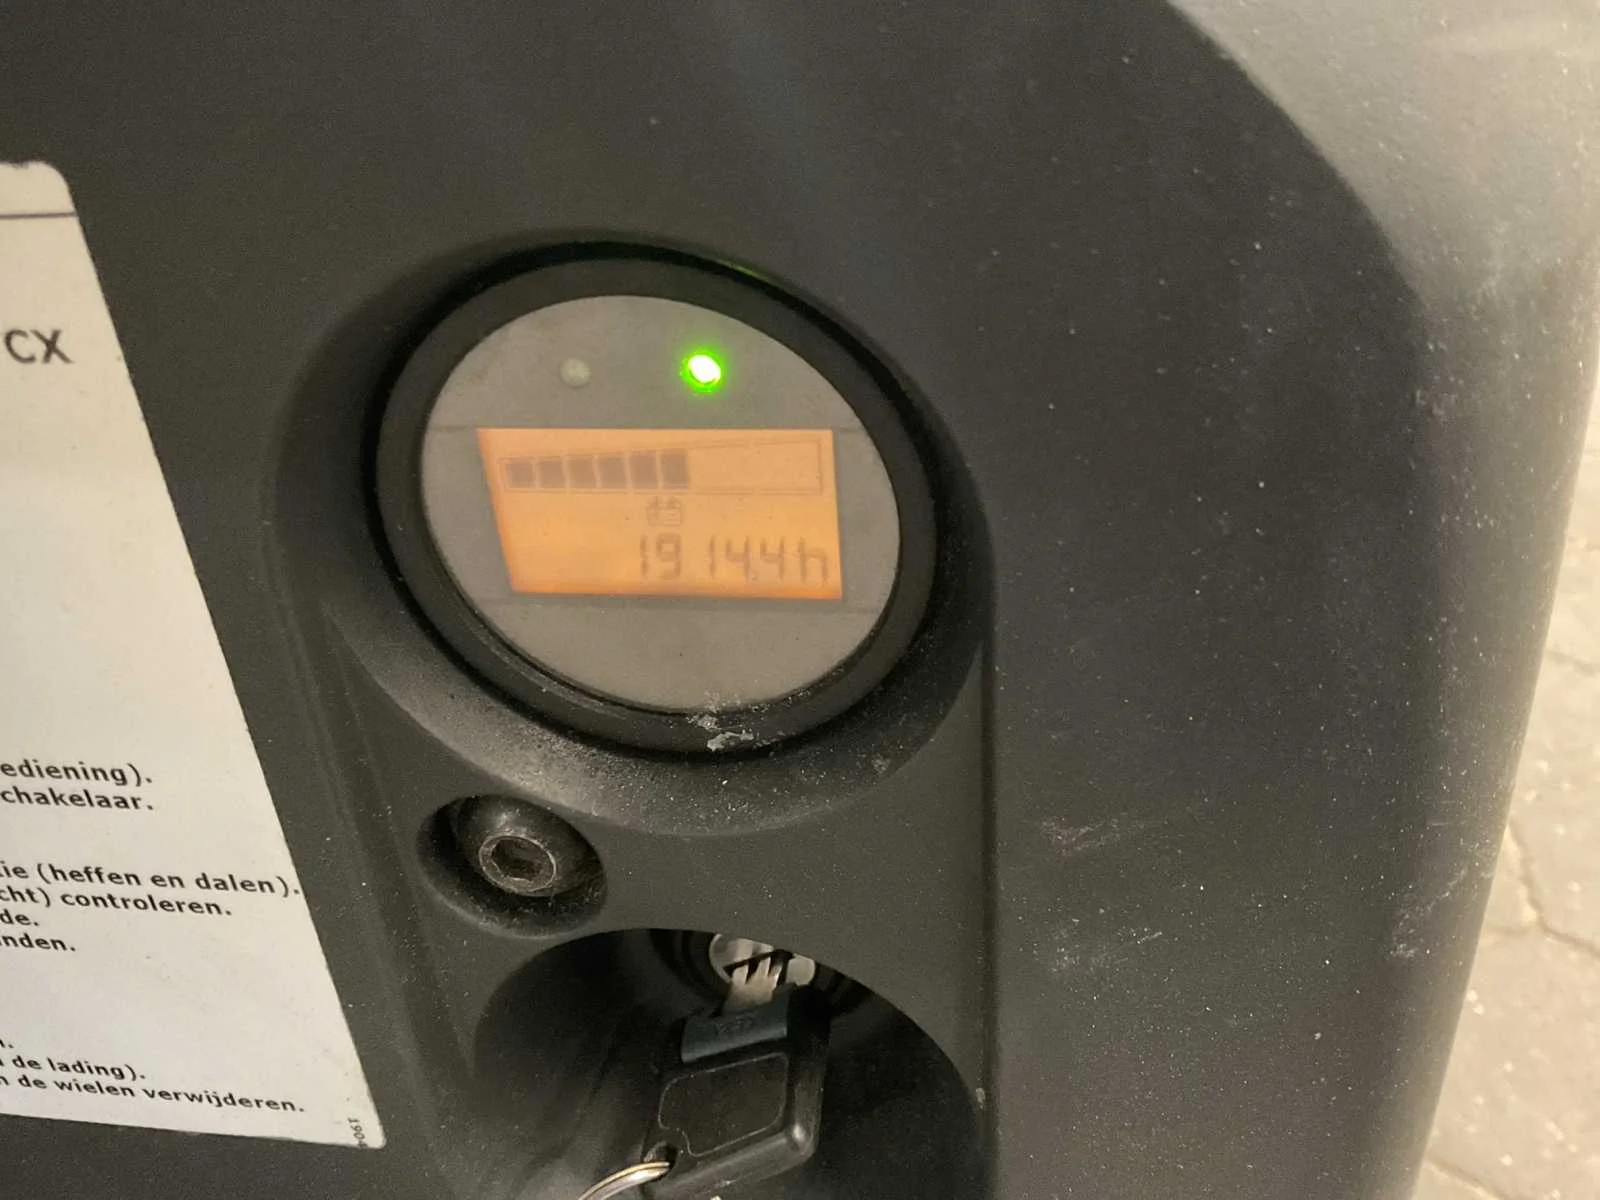 CX
1914.4h
ediening).
chakelaar.
ie (heffen en dalen).
cht) controleren.
de.
nden.
de lading).
de wielen verwijderen.